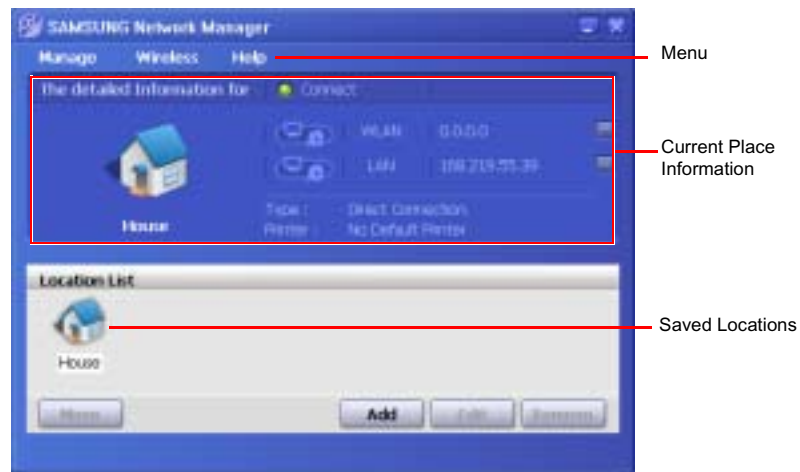 SAMSUNG Network Manager
Manage Wireless Help
Menu
The detailed Information for Connect
WLAN 0.0.0.0
LAN
Current Place
Information
House
Type : Direct Connection
Printer : No Default Printer
Location List
House
Saved Locations
Move Add Edit Remove